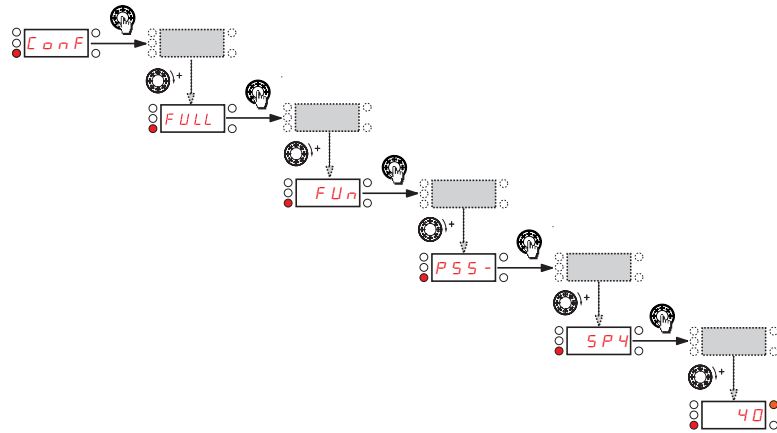 ConF
+
FULL
+
FUn
+
PSS-
+
SP4
+
40